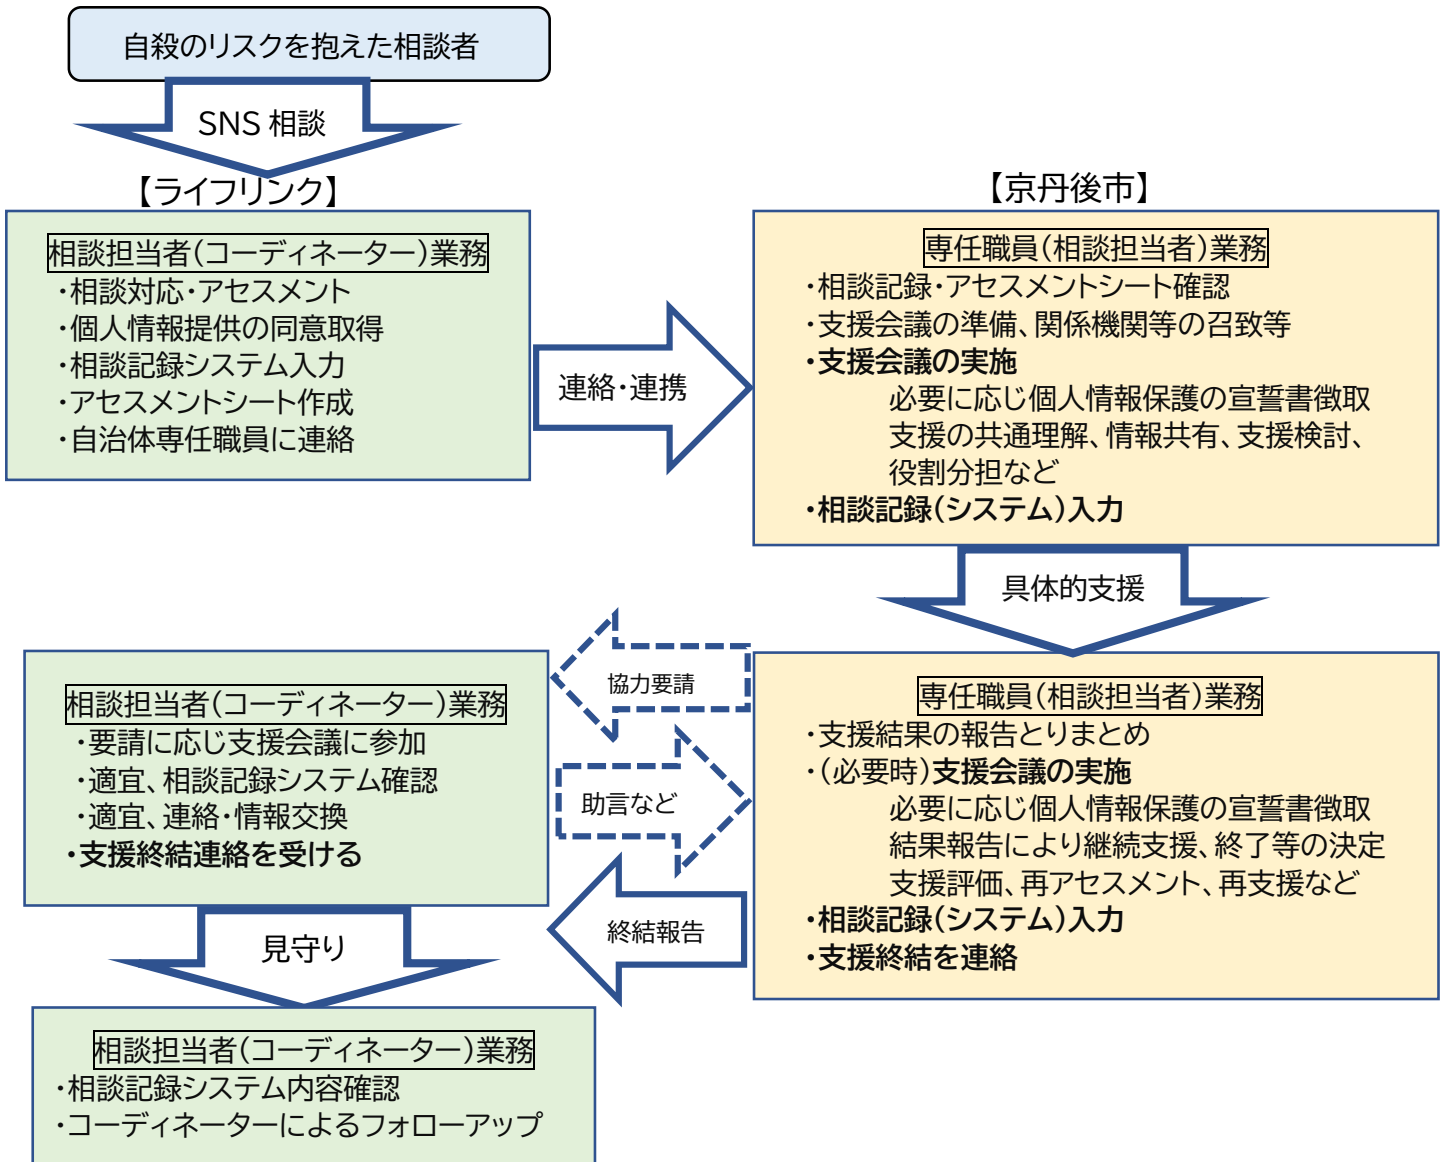 自殺のリスクを抱えた相談者
SNS 相談
【ライフリンク】
相談担当者(コーディネーター)業務
・相談対応・アセスメント
・個人情報提供の同意取得
・相談記録システム入力
・アセスメントシート作成
・自治体専任職員に連絡
連絡・連携
【京丹後市】
専任職員(相談担当者)業務
・相談記録・アセスメントシート確認
・支援会議の準備、関係機関等の召致等
・支援会議の実施
必要に応じ個人情報保護の宣誓書徴取
支援の共通理解、情報共有、支援検討、
役割分担など
・相談記録(システム)入力
具体的支援
専任職員(相談担当者)業務
・支援結果の報告とりまとめ
・(必要時)支援会議の実施
必要に応じ個人情報保護の宣誓書徴取
結果報告により継続支援、終了等の決定
支援評価、再アセスメント、再支援など
・相談記録(システム)入力
・支援終結を連絡
協力要請
助言など
終結報告
相談担当者(コーディネーター)業務
・要請に応じ支援会議に参加
・適宜、相談記録システム確認
・適宜、連絡・情報交換
・支援終結連絡を受ける
見守り
相談担当者(コーディネーター)業務
・相談記録システム内容確認
・コーディネーターによるフォローアップ